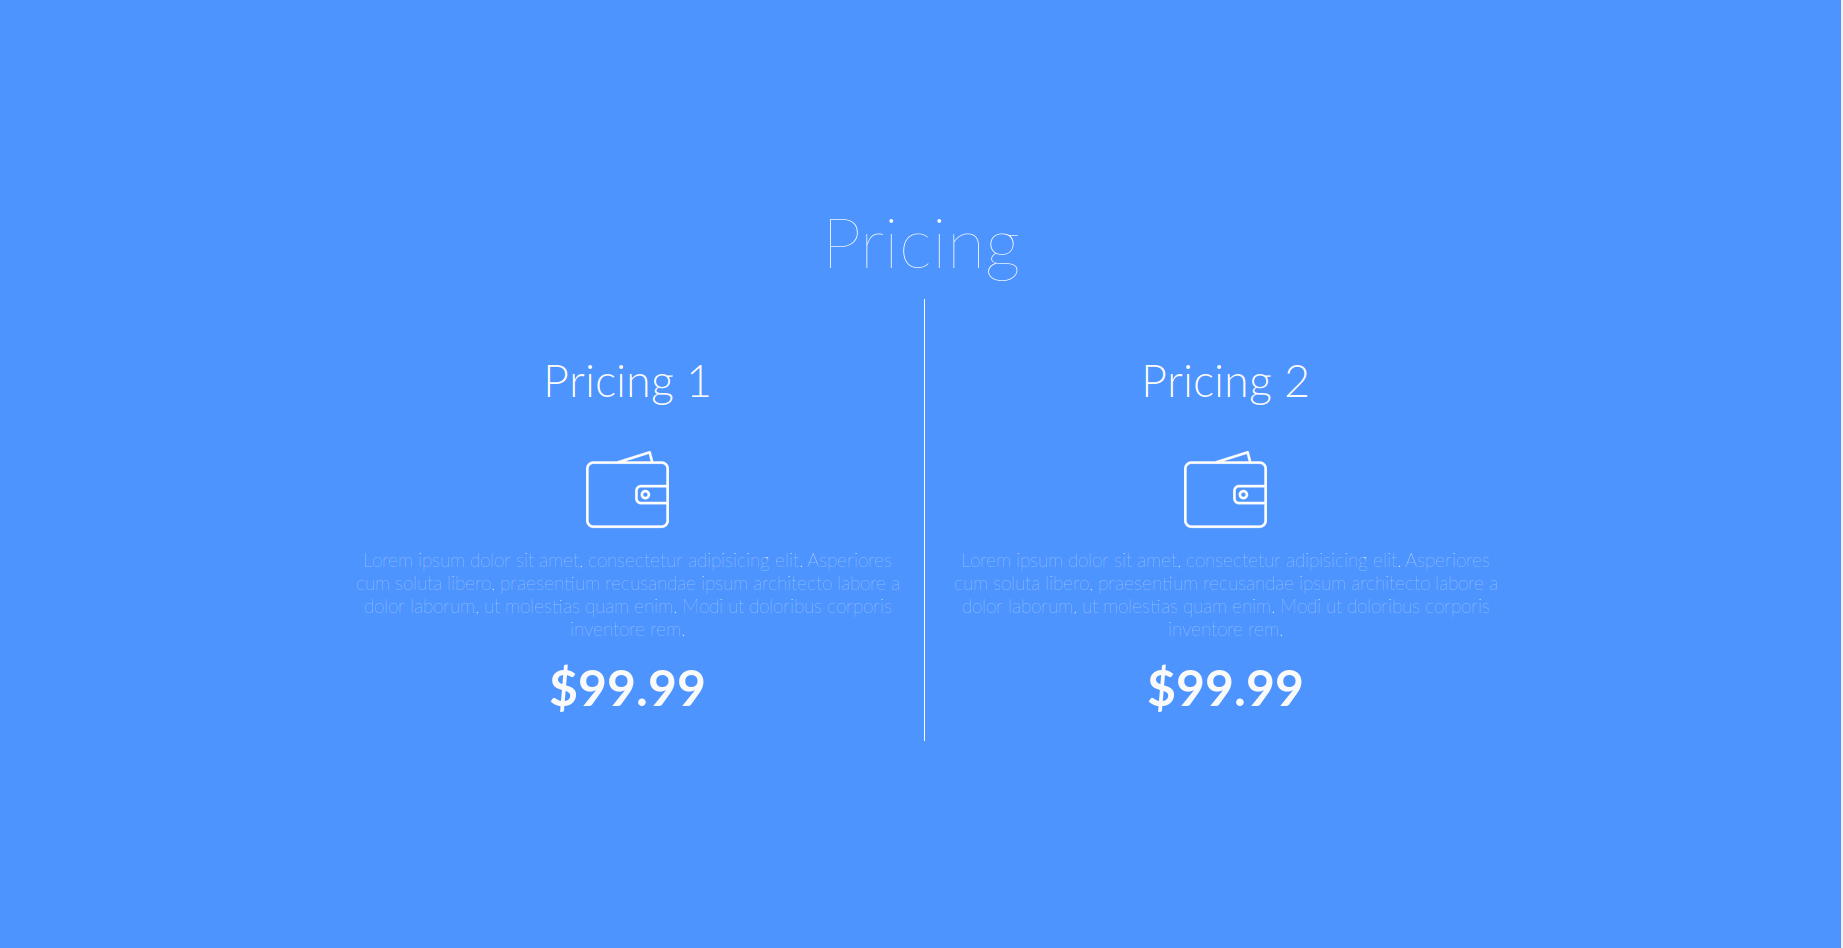 Pricing
Pricing 1
Lorem ipsum dolor sit amet, consectetur adipisicing elit. Asperiores
cum soluta libero, praesentium recusandae ipsum architecto labore a
dolor laborum, ut molestias quam enim. Modi ut doloribus corporis
inventore rem.
$99.99
Pricing 2
Lorem ipsum dolor sit amet, consectetur adipisicing elit. Asperiores
cum soluta libero, praesentium recusandae ipsum architecto labore a
dolor laborum, ut molestias quam enim. Modi ut doloribus corporis
inventore rem.
$99.99